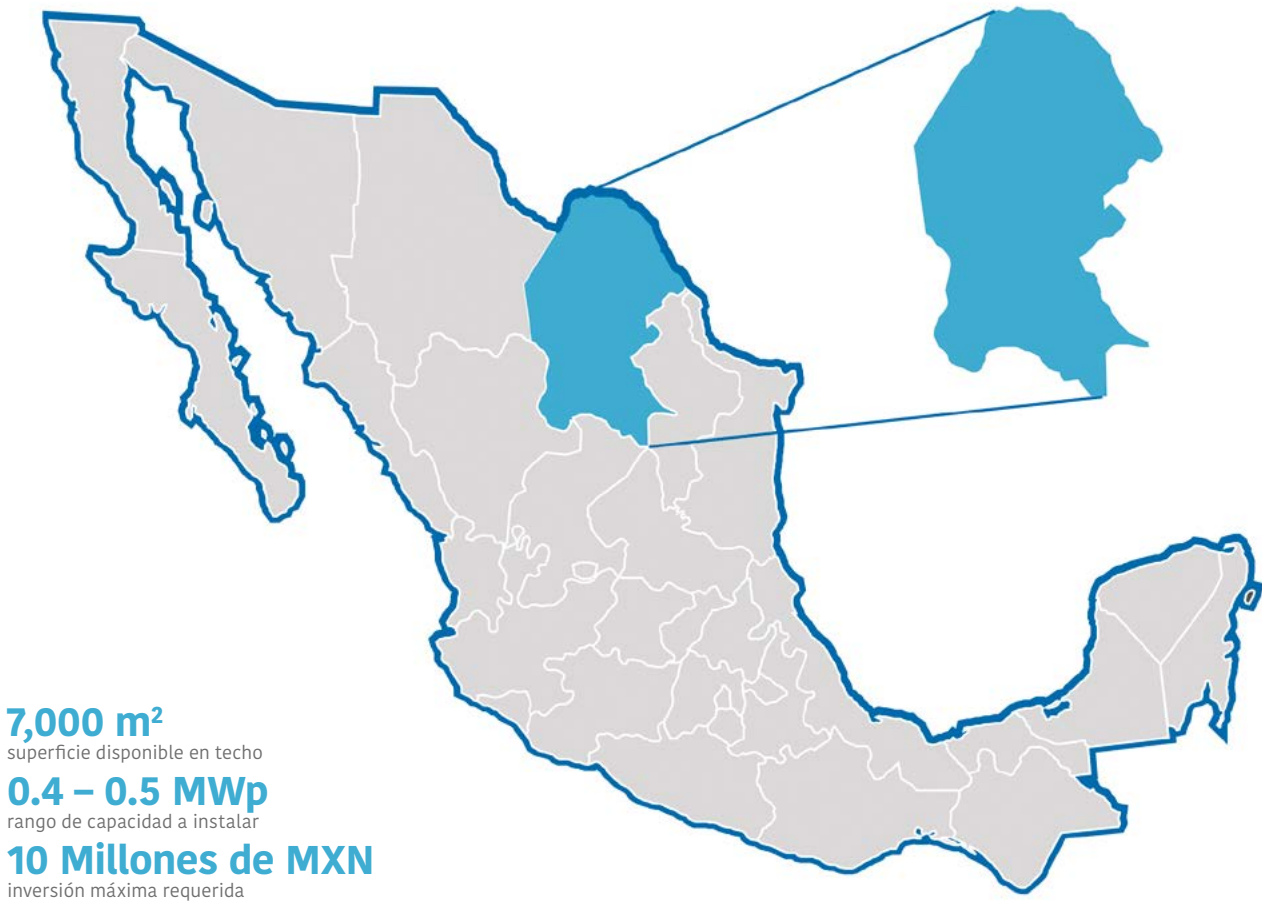 7,000 m²
superficie disponible en techo
0.4 – 0.5 MWp
rango de capacidad a instalar
10 Millones de MXN
inversión máxima requerida